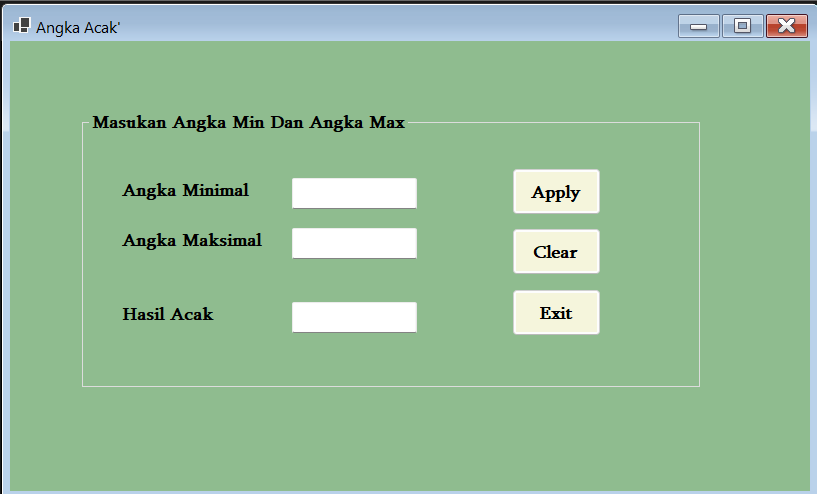 Angka Acak'
Masukan Angka Min Dan Angka Max
Angka Minimal
Apply
Angka Maksimal
Clear
Hasil Acak
Exit